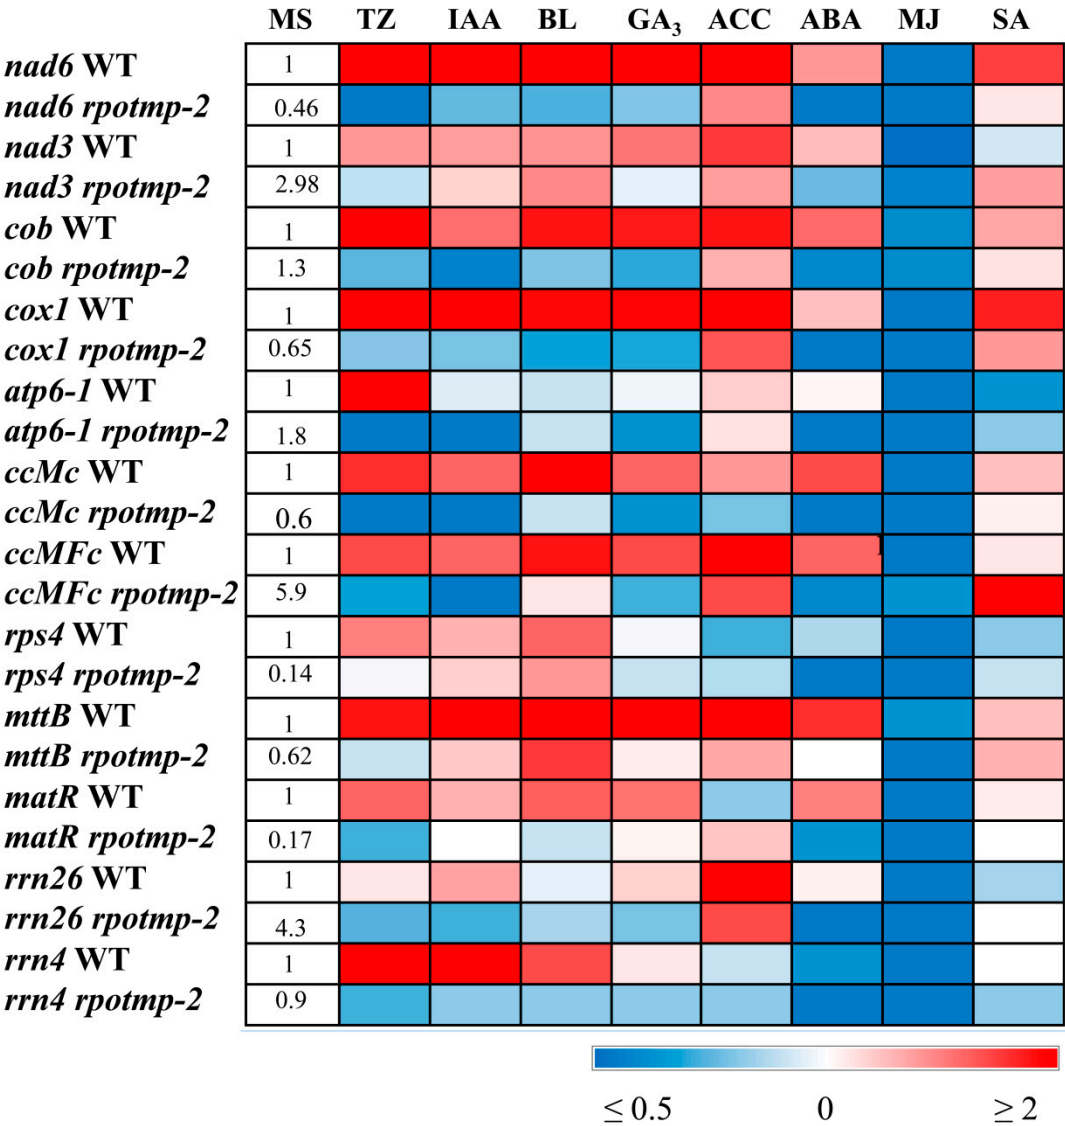 MS TZ IAA BL GA3 ACC ABA MJ SA
nad6 WT 1
nad6 rpotmp-2 0.46
nad3 WT 1
nad3 rpotmp-2 2.98
cob WT 1
cob rpotmp-2 1.3
cox1 WT 1
cox1 rpotmp-2 0.65
atp6-1 WT 1
atp6-1 rpotmp-2 1.8
ccMc WT 1
ccMc rpotmp-2 0.6
ccMFc WT 1 1
ccMFc rpotmp-2 5.9
rps4 WT 1
rps4 rpotmp-2 0.14
mttB WT 1
mttB rpotmp-2 0.62
matR WT 1
matR rpotmp-2 0.17
rrn26 WT 1
rrn26 rpotmp-2 4.3
rrn4 WT 1
rrn4 rpotmp-2 0.9
≤ 0.5 0 ≥ 2